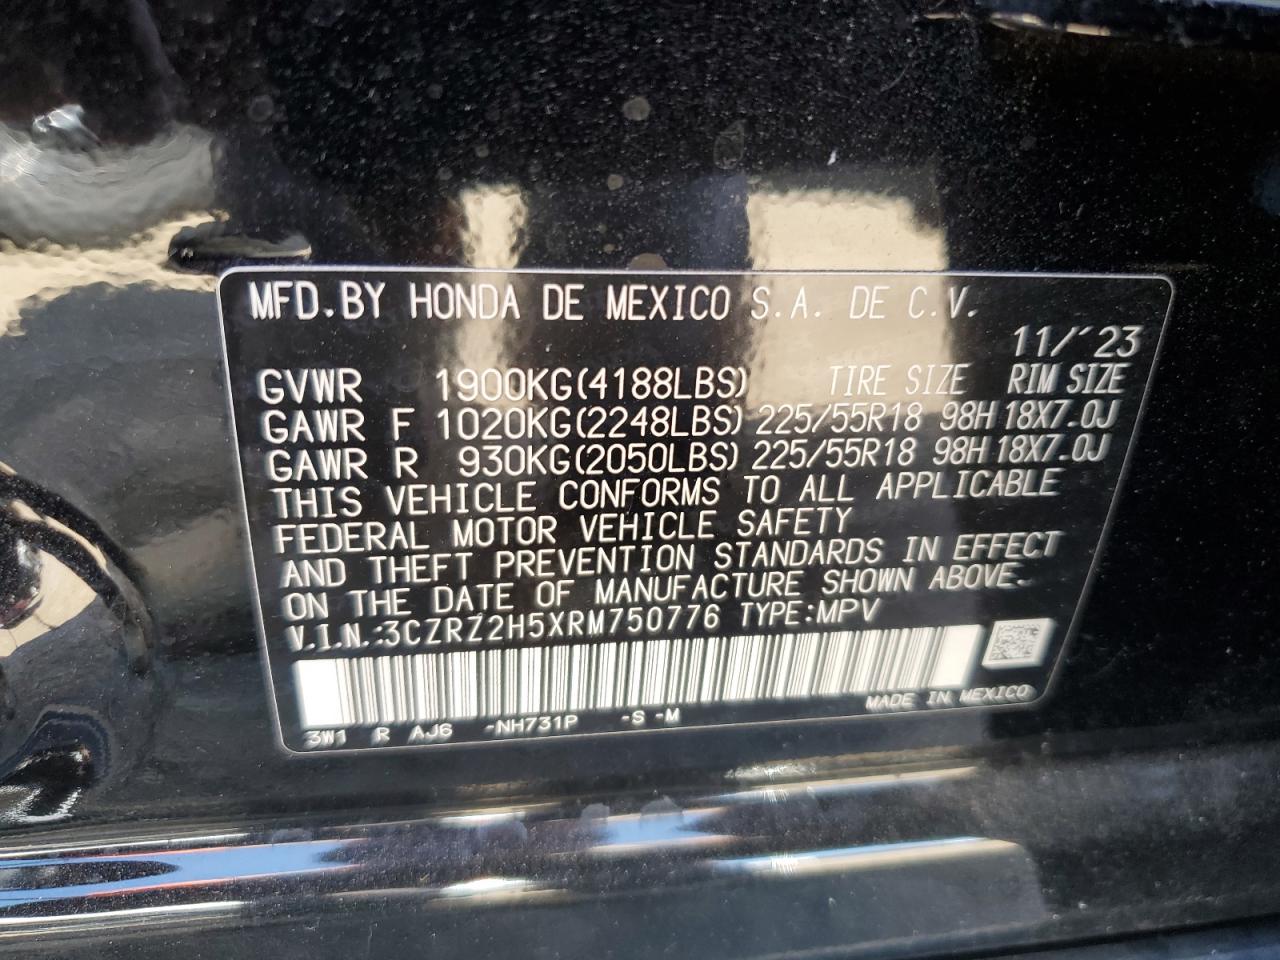 MFD.BY HONDA DE MEXICO S.A. DE C.V.
11/'23
GVWR 1900KG(4188LBS) TIRE SIZE RIM SIZE
GAWR F 1020KG(2248LBS) 225/55R18 98H 18X7.0J
GAWR R 930KG(2050LBS) 225/55R18 98H 18X7.0J
THIS VEHICLE CONFORMS TO ALL APPLICABLE
FEDERAL MOTOR VEHICLE SAFETY
AND THEFT PREVENTION STANDARDS IN EFFECT
ON THE DATE OF MANUFACTURE SHOWN ABOVE.
V.I.N.:3CZRZ2H5XRM750776 TYPE:MPV
MADE IN MEXICO
3W1 R AJ6 -NH731P -S -M